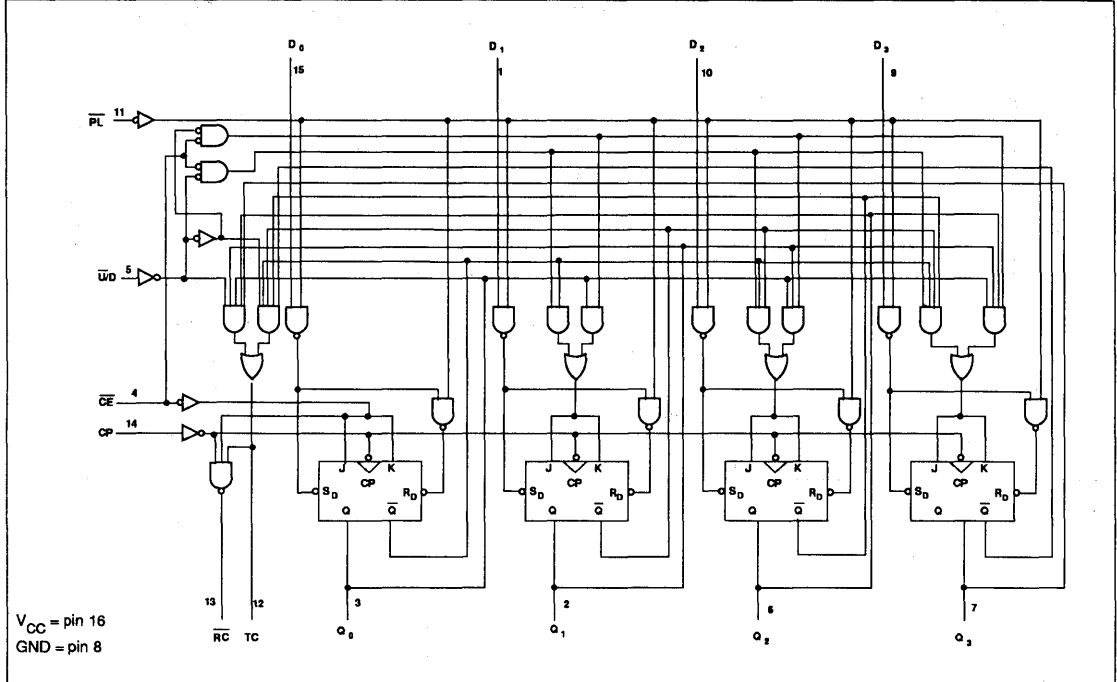 D0
D1
D2
D3
15
1
10
9
PL
11
U/D
5
CE
4
CP
14
J
K
CP
SD
RD
Q
Q
J
K
CP
SD
RD
Q
Q
J
K
CP
SD
RD
Q
Q
J
K
CP
SD
RD
Q
Q
13
12
3
2
6
7
RC
TC
Q0
Q1
Q2
Q3
VCC = pin 16
GND = pin 8